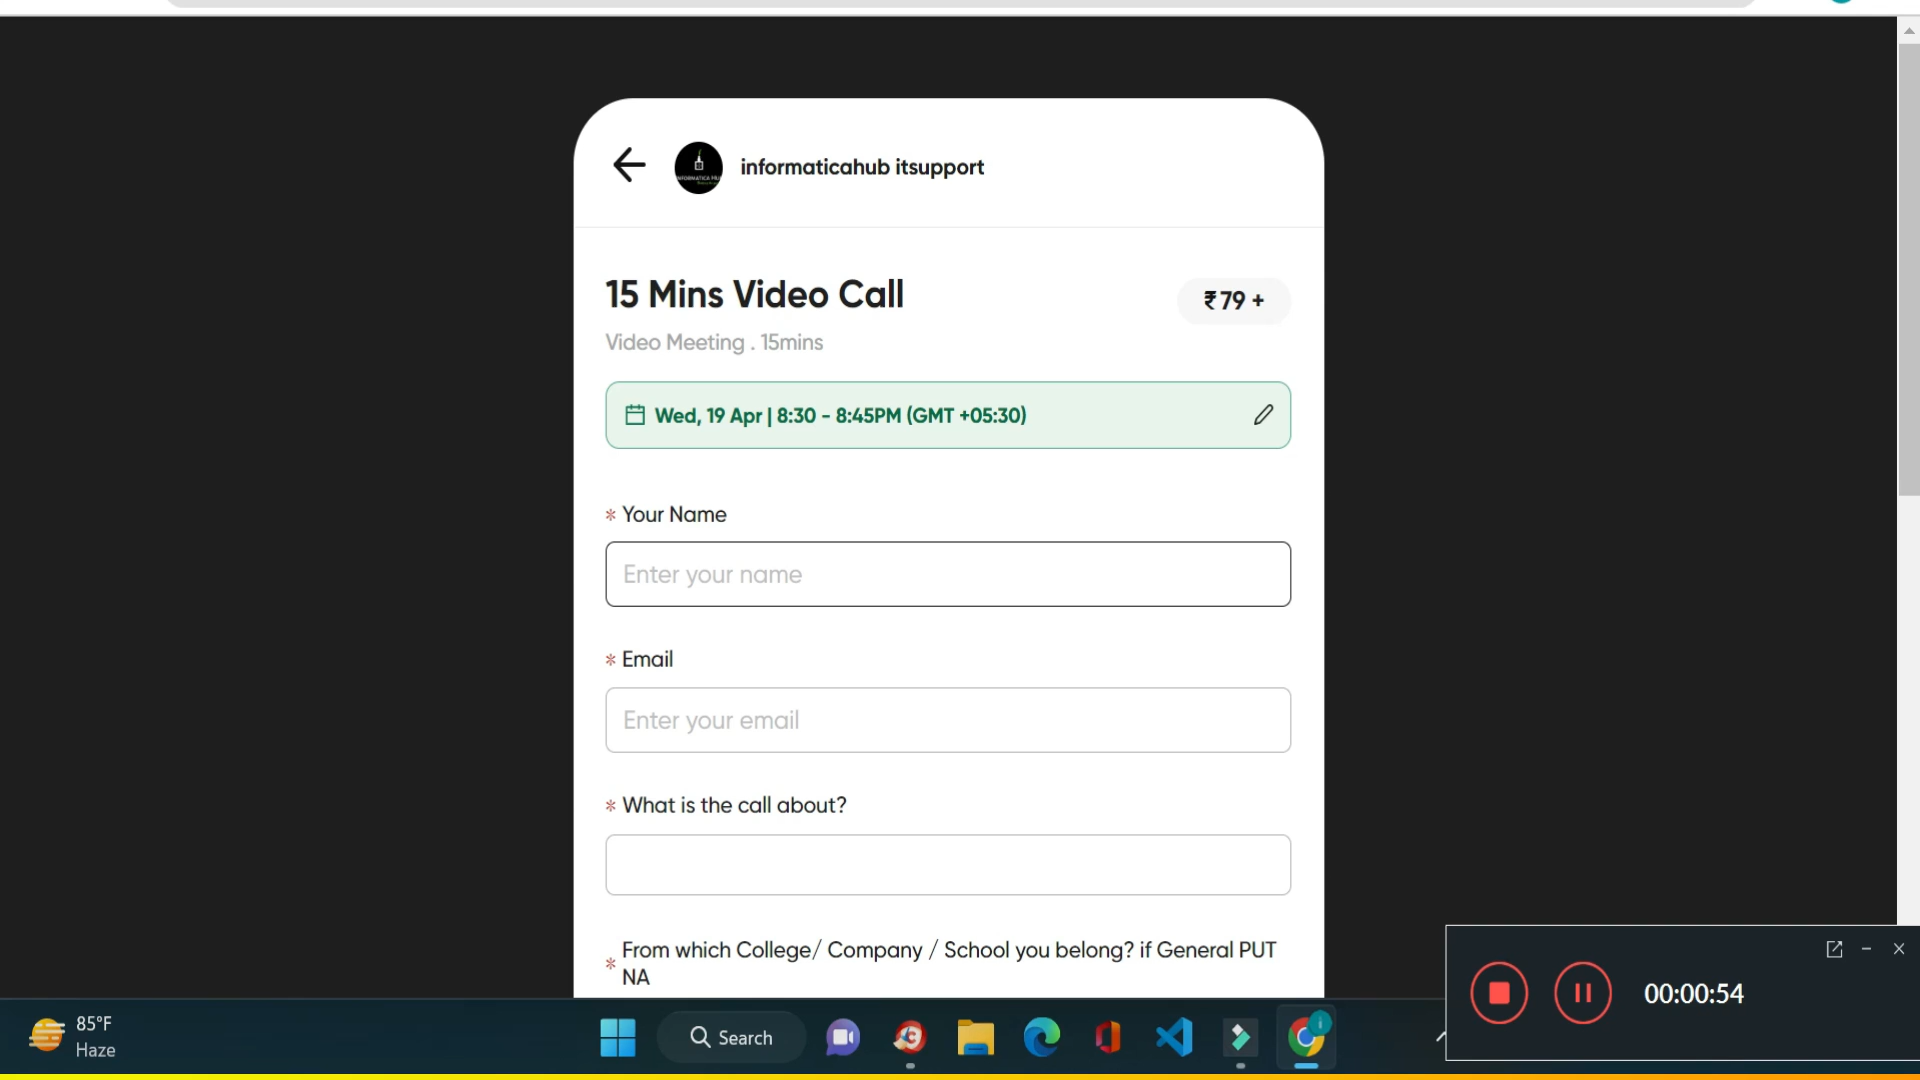 informaticahub itsupport
15 Mins Video Call
₹79 +
Video Meeting . 15mins
Wed, 19 Apr | 8:30 - 8:45PM (GMT +05:30)
* Your Name
Enter your name
* Email
Enter your email
* What is the call about?
* From which College/ Company / School you belong? if General PUT
NA
00:00:54
85°F
Haze
Search